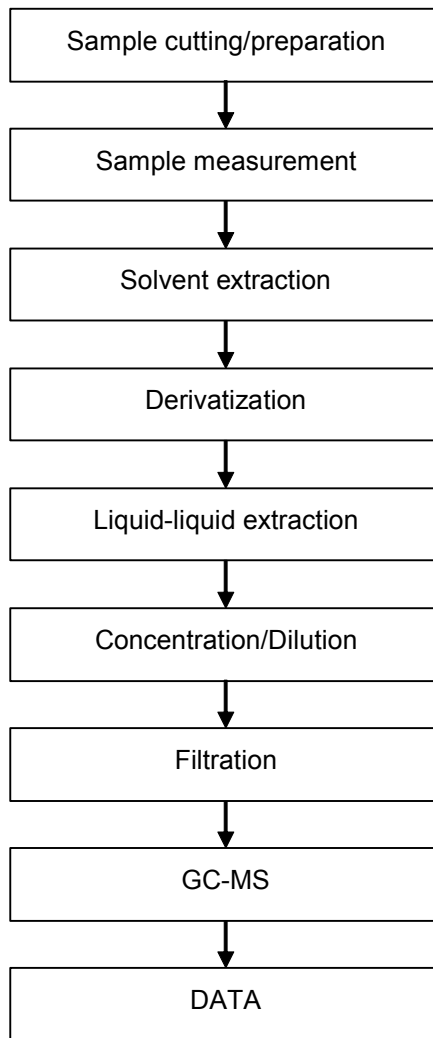 Sample cutting/preparation
Sample measurement
Solvent extraction
Derivatization
Liquid-liquid extraction
Concentration/Dilution
Filtration
GC-MS
DATA